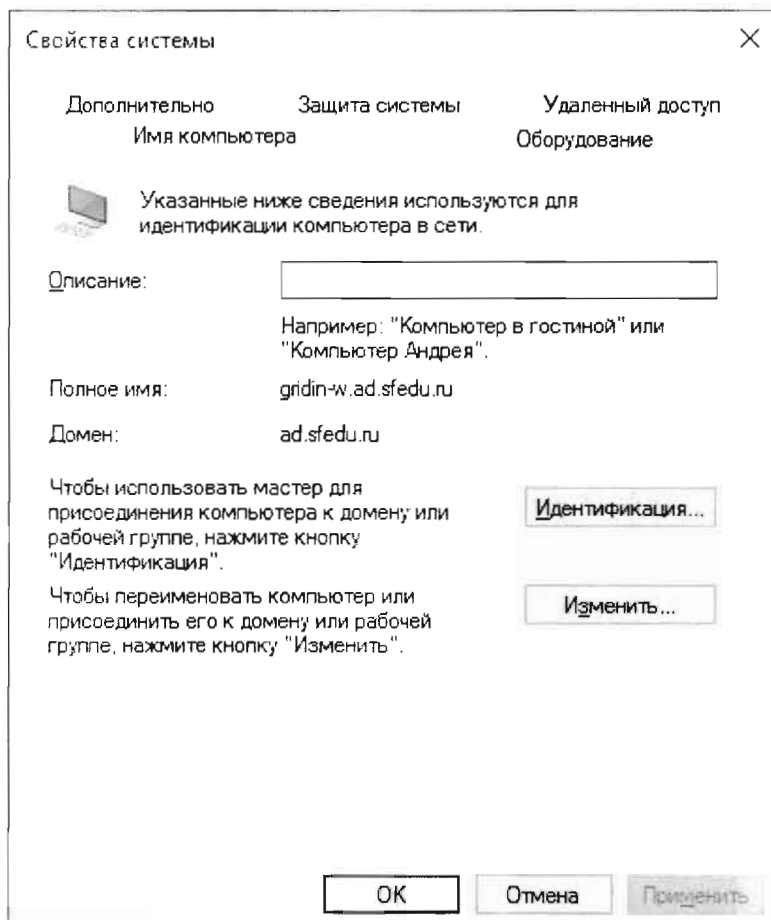 Свойства системы
Дополнительно Защита системы Удаленный доступ
Имя компьютера Оборудование
Указанные ниже сведения используются для
идентификации компьютера в сети.
Описание:
Например: "Компьютер в гостиной" или
"Компьютер Андрея".
Полное имя: gridin-w.ad.sfedu.ru
Домен: ad.sfedu.ru
Чтобы использовать мастер для
присоединения компьютера к домену или
рабочей группе, нажмите кнопку
"Идентификация".
Идентификация...
Чтобы переименовать компьютер или
присоединить его к домену или рабочей
группе, нажмите кнопку "Изменить".
Изменить...
OK Отмена Применить